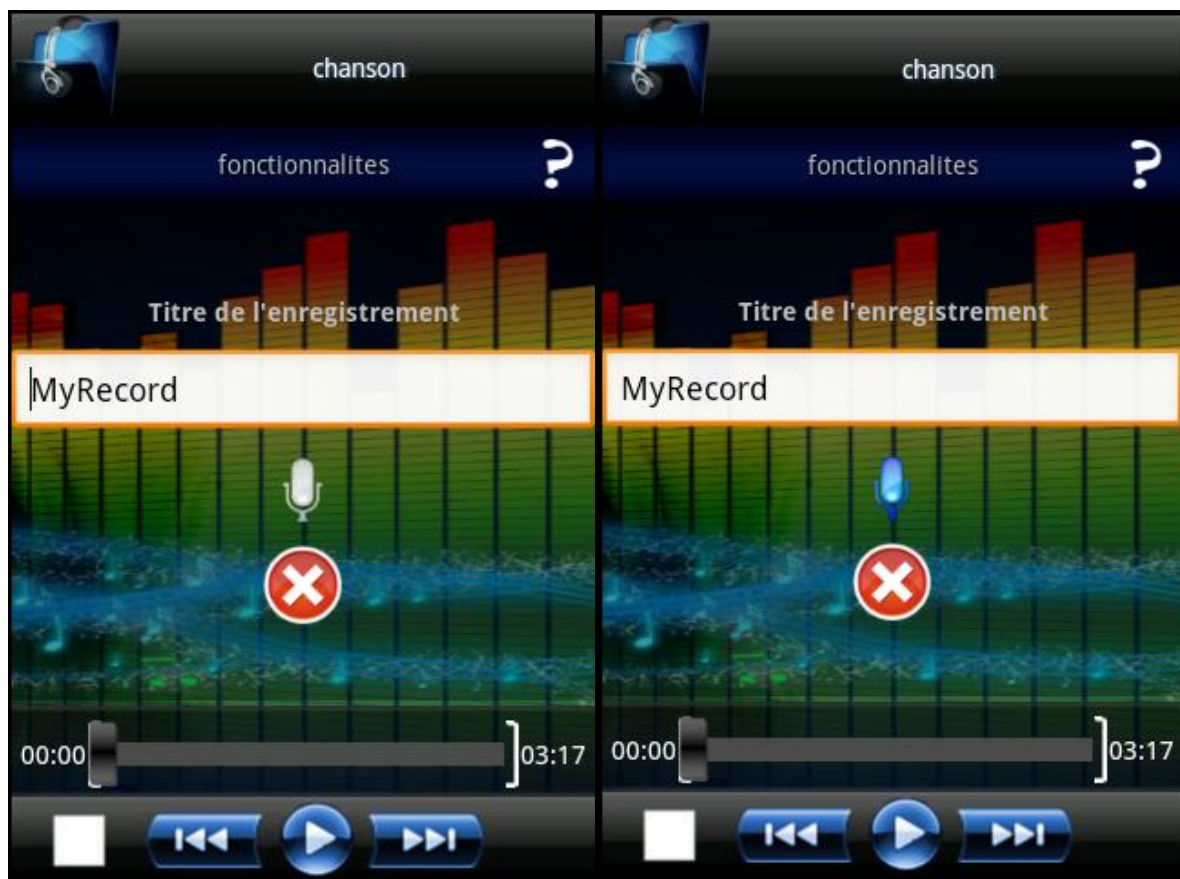 chanson
fonctionnalites
?
Titre de l'enregistrement
MyRecord
00:00
03:17
chanson
fonctionnalites
?
Titre de l'enregistrement
MyRecord
00:00
03:17